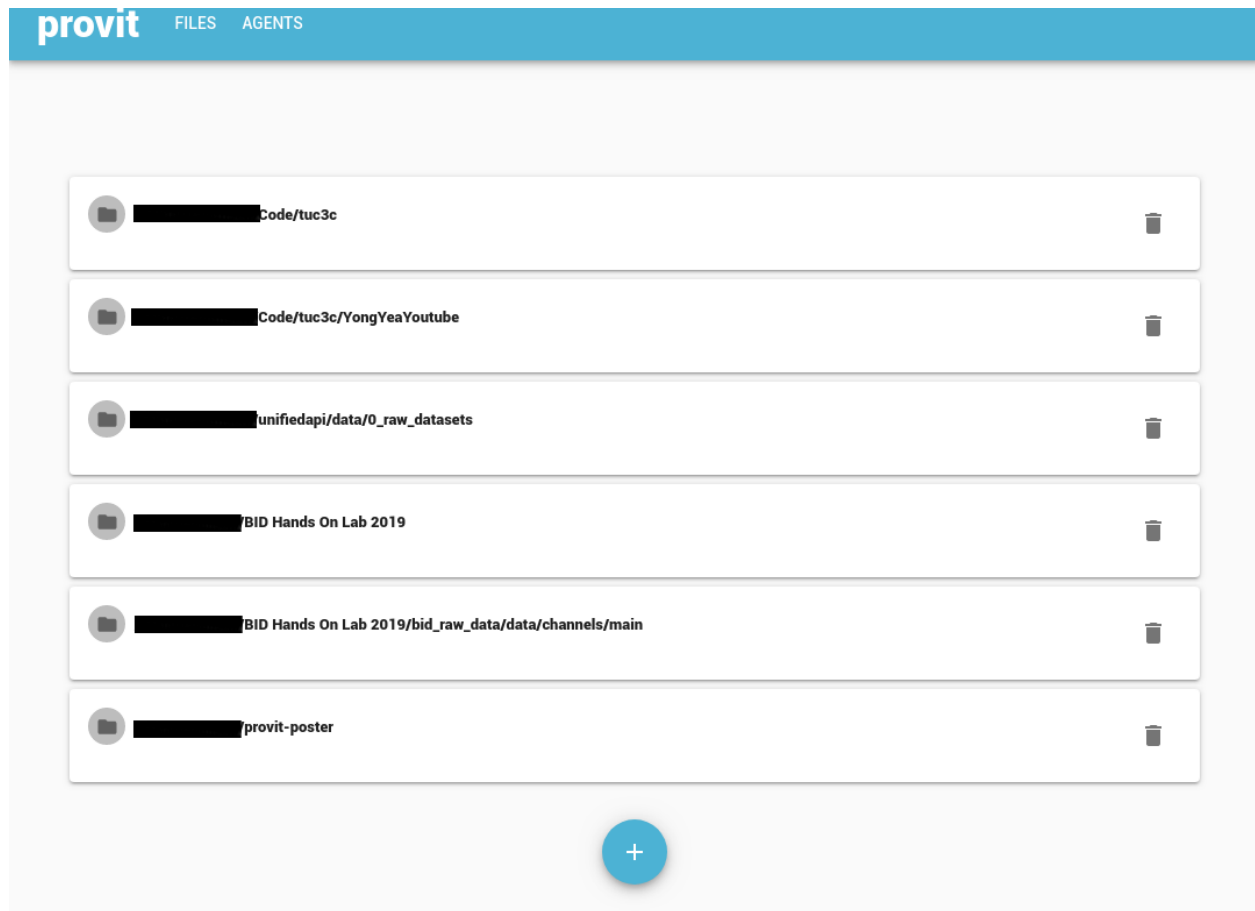 provit FILES AGENTS
Code/tuc3c
Code/tuc3c/YongYeaYoutube
/unifiedapi/data/0_raw_datasets
/BID Hands On Lab 2019
/BID Hands On Lab 2019/bid_raw_data/data/channels/main
/provit-poster
+